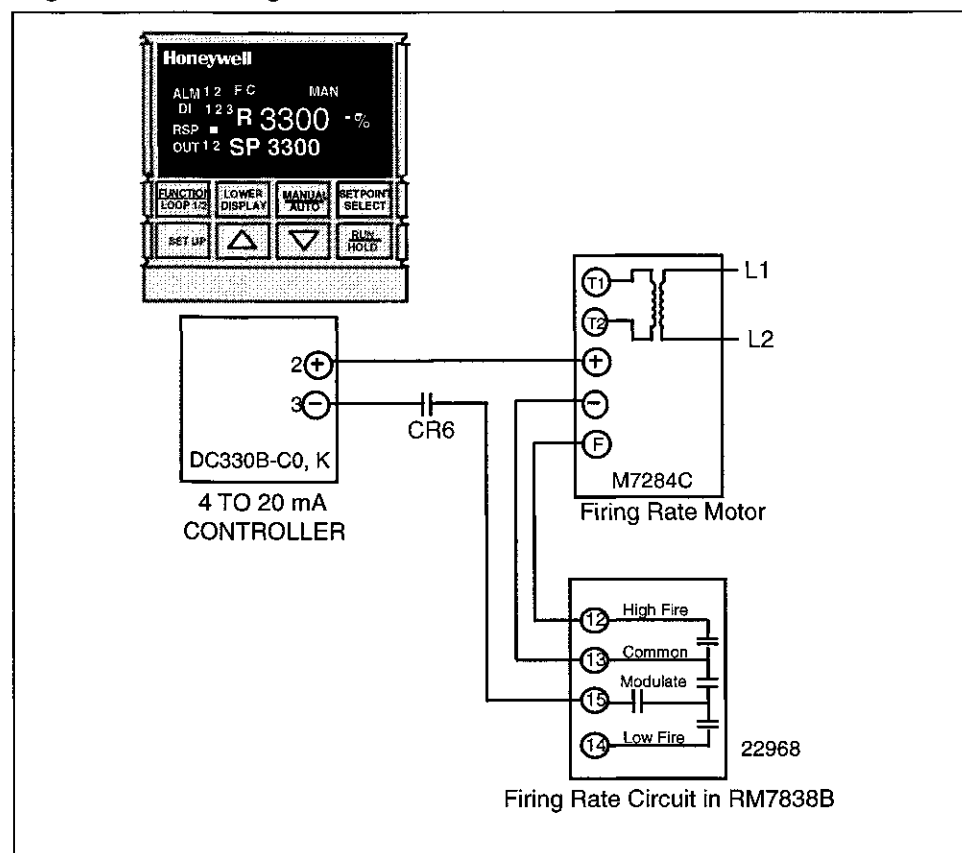 Honeywell
ALM 1 2 F C MAN
DI 1 2 3 R 3300 - %
RSP
OUT 1 2 SP 3300
FUNCTION LOOP 1/2
LOWER DISPLAY
MANUAL AUTO
SETPOINT SELECT
SET UP
RUN HOLD
T1
L1
T2
L2
2 +
+
3 −
CR6
−
F
DC330B-C0, K
M7284C
4 TO 20 mA
CONTROLLER
Firing Rate Motor
12 High Fire
13 Common
Modulate
15
14 Low Fire
22968
Firing Rate Circuit in RM7838B